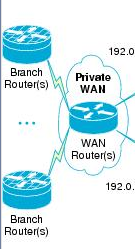 192.0
Branch
Router(s)
Private
WAN
...
WAN
Router(s)
192.0.
Branch
Router(s)